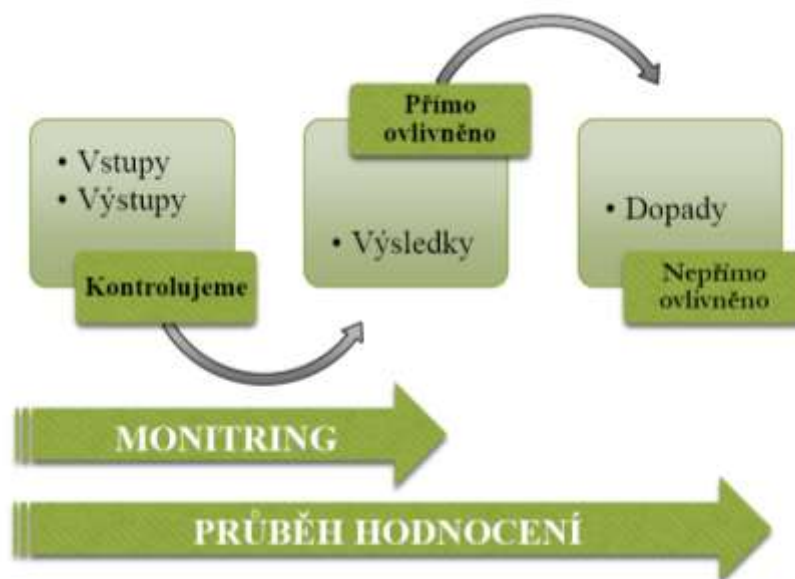 • Vstupy
• Výstupy
Kontrolujeme
Přímo
ovlivněno
• Výsledky
• Dopady
Nepřímo
ovlivněno
MONITRING
PRŮBĚH HODNOCENÍ